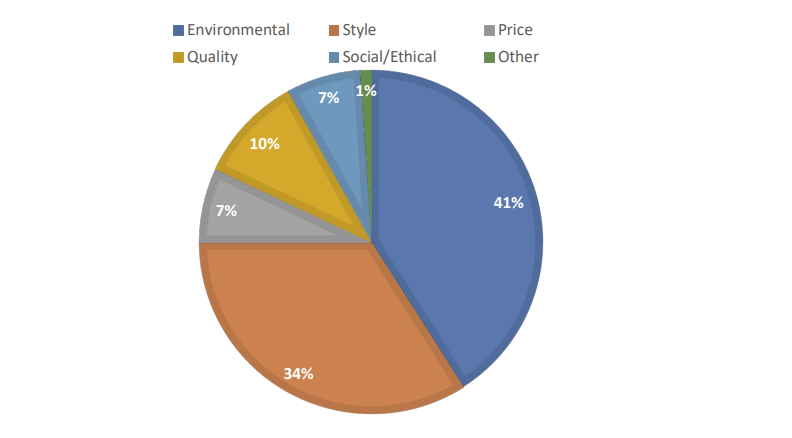 Environmental Style Price
Quality Social/Ethical Other
7% 1%
10%
41%
7%
34%